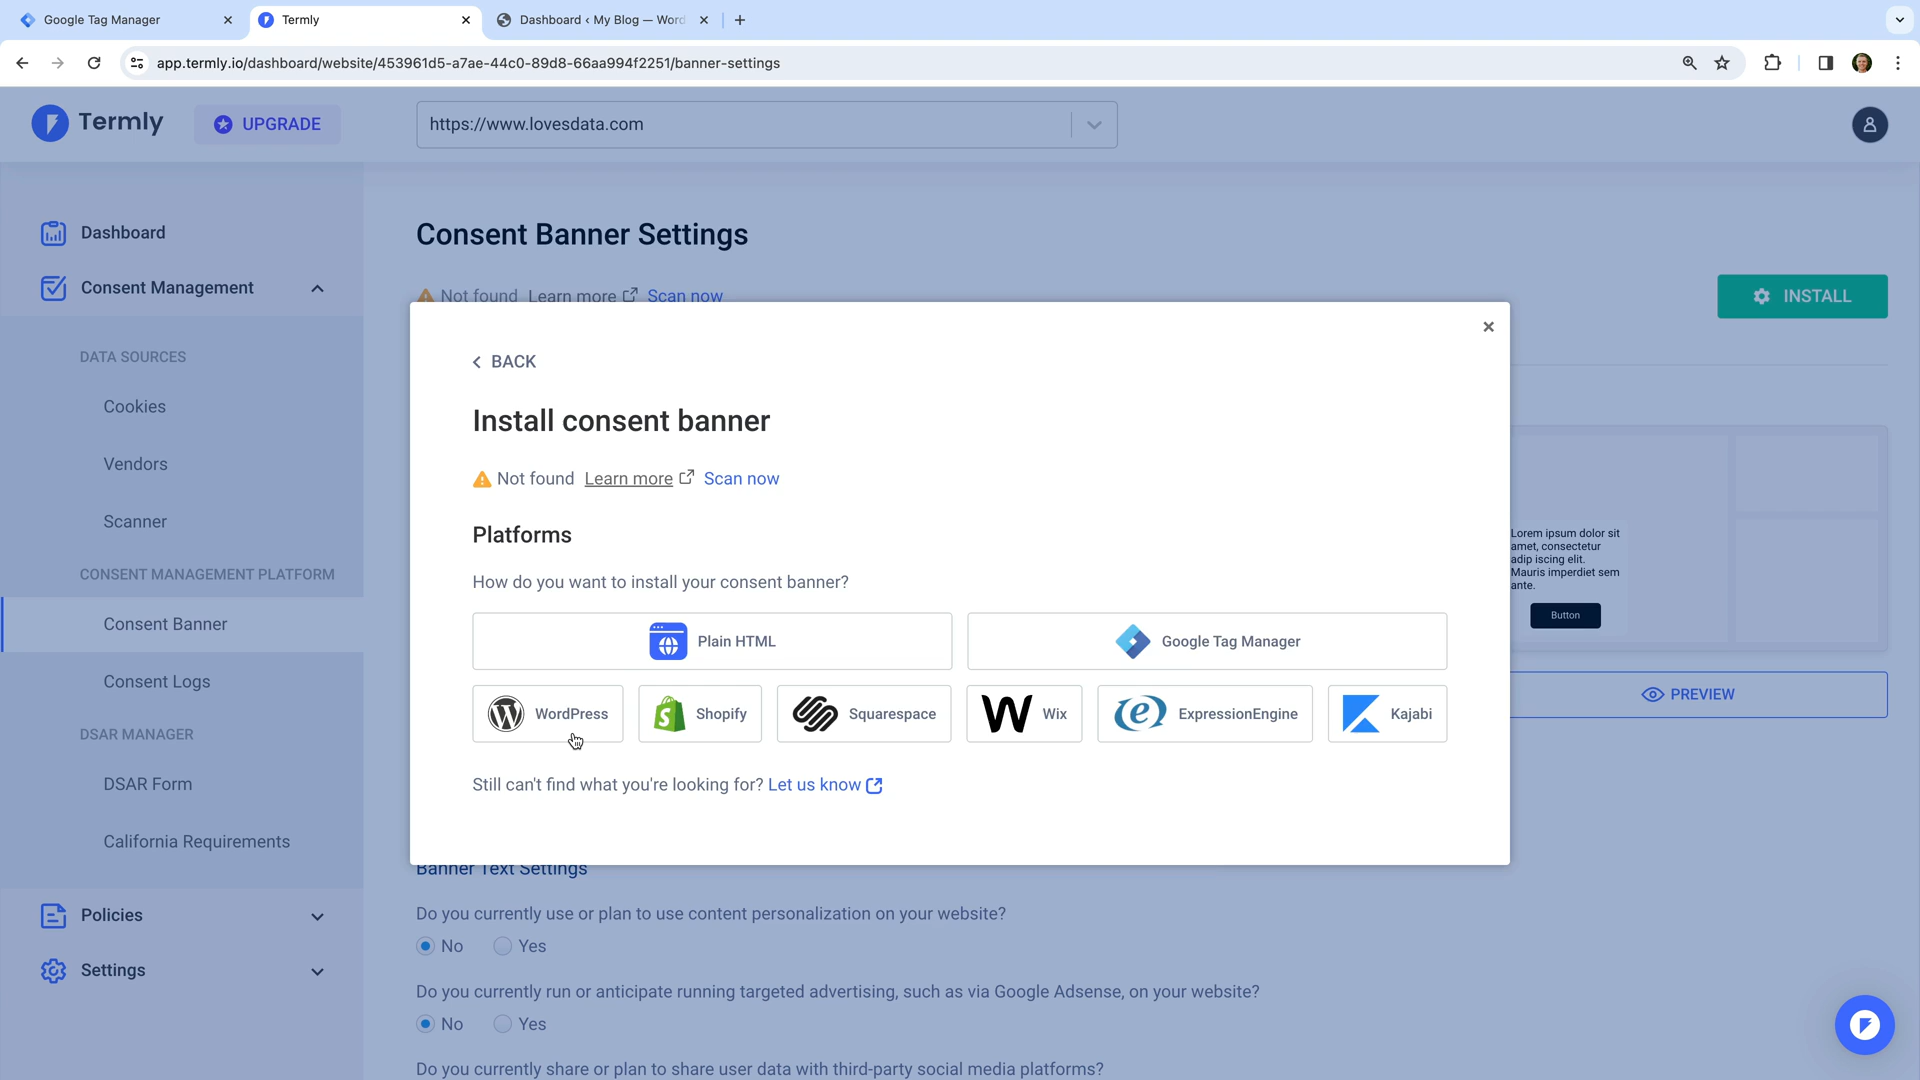 Google Tag Manager
Termly
Dashboard ‹ My Blog — Word
app.termly.io/dashboard/website/453961d5-a7ae-44c0-89d8-66aa994f2251/banner-settings
Termly
UPGRADE
https://www.lovesdata.com
Dashboard
Consent Management
DATA SOURCES
Cookies
Vendors
Scanner
CONSENT MANAGEMENT PLATFORM
Consent Banner
Consent Logs
DSAR MANAGER
DSAR Form
California Requirements
Policies
Settings
Consent Banner Settings
Not found Learn more Scan now
INSTALL
BACK
Install consent banner
Not found Learn more Scan now
Platforms
How do you want to install your consent banner?
Plain HTML
Google Tag Manager
WordPress
Shopify
Squarespace
Wix
ExpressionEngine
Kajabi
Still can't find what you're looking for? Let us know
Lorem ipsum dolor sit
amet, consectetur
adip iscing elit.
Mauris imperdiet sem
ante.
Button
PREVIEW
Banner Text Settings
Do you currently use or plan to use content personalization on your website?
No Yes
Do you currently run or anticipate running targeted advertising, such as via Google Adsense, on your website?
No Yes
Do you currently share or plan to share user data with third-party social media platforms?